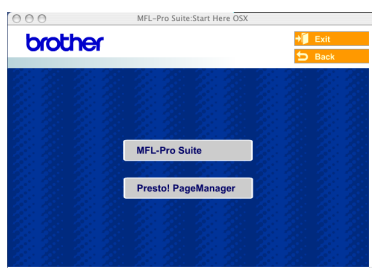 MFL-Pro Suite:Start Here OSX
brother
Exit
Back
MFL-Pro Suite
Presto! PageManager